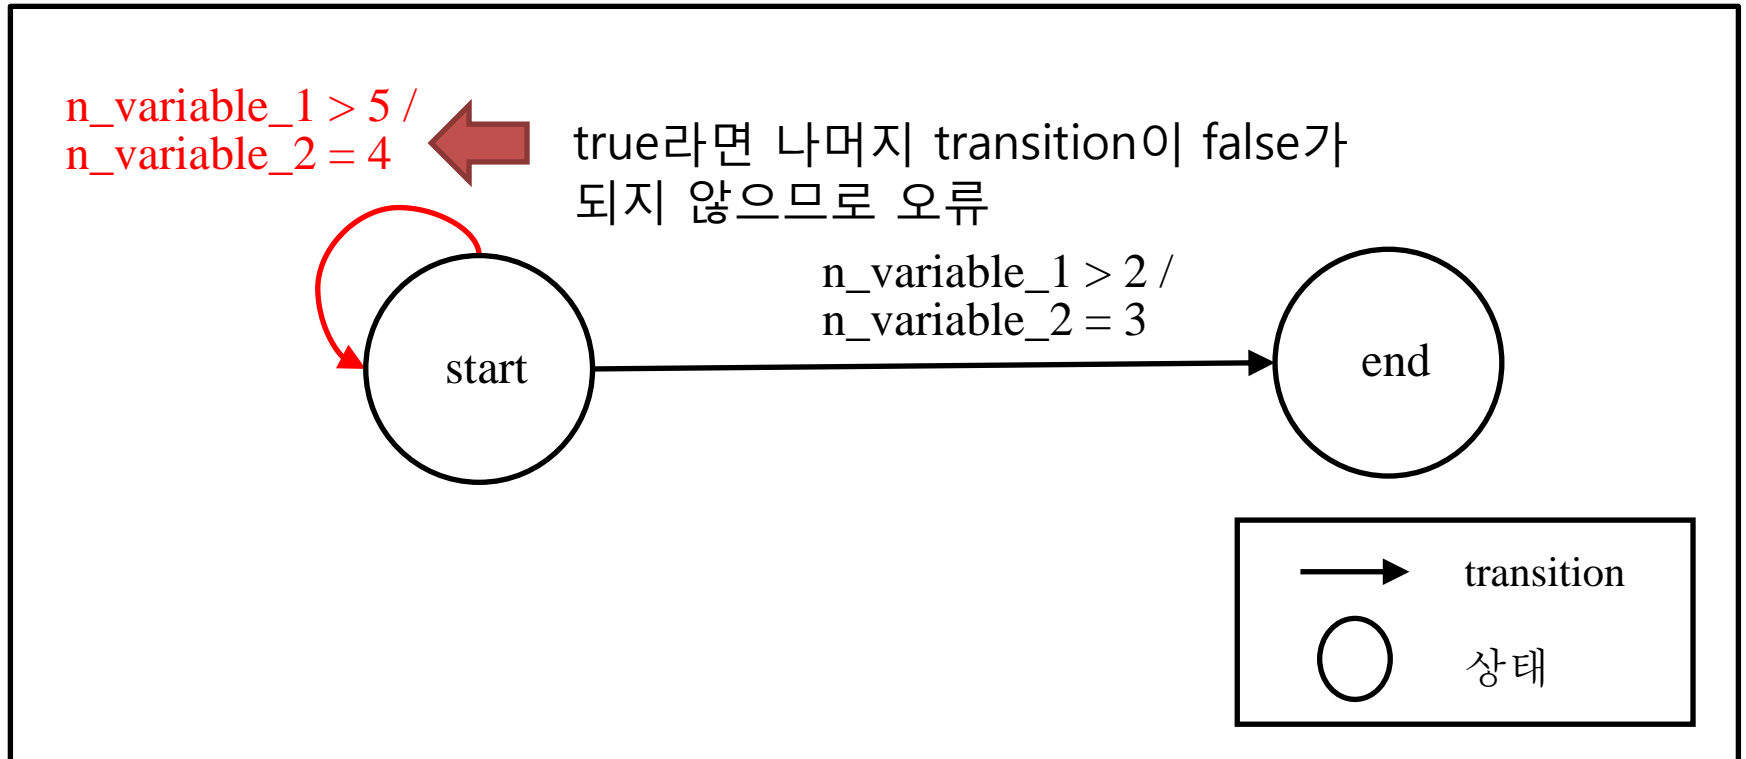 n_variable_1 > 5 /
n_variable_2 = 4
true라면 나머지 transition이 false가
되지 않으므로 오류
n_variable_1 > 2 /
n_variable_2 = 3
start
end
transition
상태